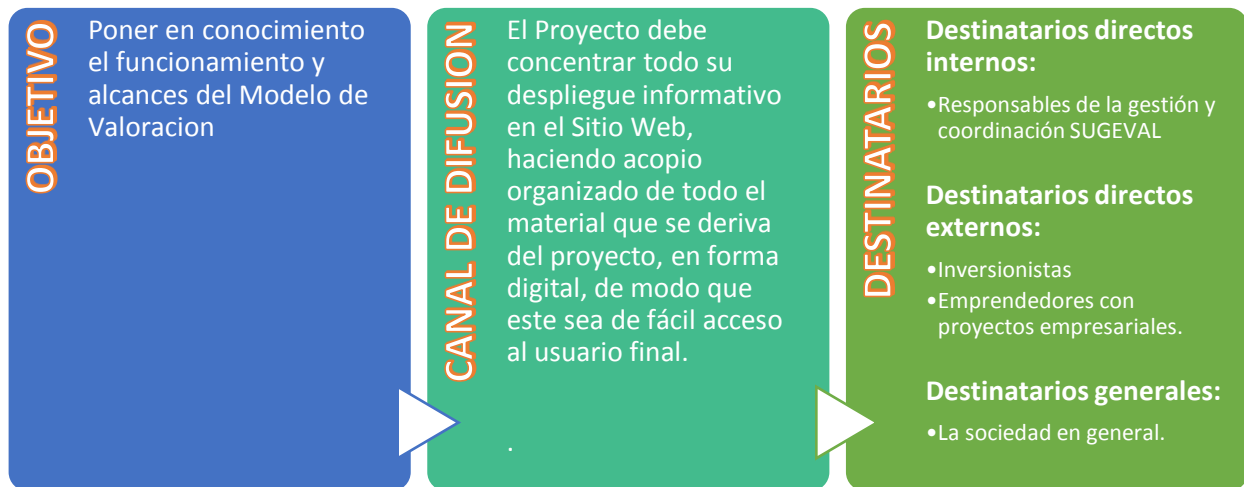 OBJETIVO
Poner en conocimiento
el funcionamiento y
alcances del Modelo de
Valoracion
CANAL DE DIFUSION
El Proyecto debe
concentrar todo su
despliegue informativo
en el Sitio Web,
haciendo acopio
organizado de todo el
material que se deriva
del proyecto, en forma
digital, de modo que
este sea de fácil acceso
al usuario final.
.
DESTINATARIOS
Destinatarios directos
internos:
•Responsables de la gestión y
coordinación SUGEVAL
Destinatarios directos
externos:
•Inversionistas
•Emprendedores con
proyectos empresariales.
Destinatarios generales:
•La sociedad en general.